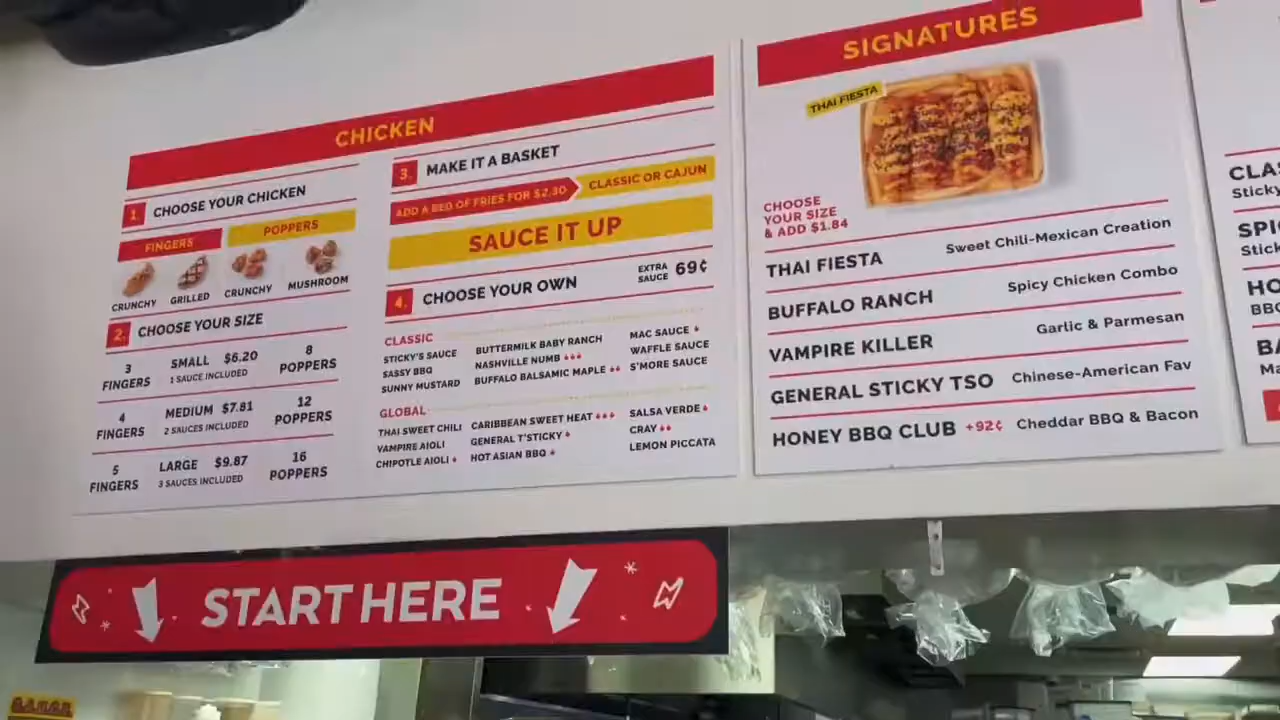 CHICKEN
1. CHOOSE YOUR CHICKEN
FINGERS
POPPERS
CRUNCHY
GRILLED
CRUNCHY
MUSHROOM
2. CHOOSE YOUR SIZE
3 FINGERS
SMALL $6.20
1 SAUCE INCLUDED
8 POPPERS
4 FINGERS
MEDIUM $7.81
2 SAUCES INCLUDED
12 POPPERS
5 FINGERS
LARGE $9.87
3 SAUCES INCLUDED
16 POPPERS
3. MAKE IT A BASKET
ADD A BED OF FRIES FOR $2.30
CLASSIC OR CAJUN
SAUCE IT UP
4. CHOOSE YOUR OWN
EXTRA SAUCE 69¢
CLASSIC
STICKY'S SAUCE
SASSY BBQ
SUNNY MUSTARD
BUTTERMILK BABY RANCH
NASHVILLE NUMB
BUFFALO BALSAMIC MAPLE
MAC SAUCE
WAFFLE SAUCE
S'MORE SAUCE
GLOBAL
THAI SWEET CHILI
VAMPIRE AIOLI
CHIPOTLE AIOLI
CARIBBEAN SWEET HEAT
GENERAL T'STICKY
HOT ASIAN BBQ
SALSA VERDE
CRAY
LEMON PICCATA
SIGNATURES
THAI FIESTA
CHOOSE
YOUR SIZE
& ADD $1.84
THAI FIESTA Sweet Chili-Mexican Creation
BUFFALO RANCH Spicy Chicken Combo
VAMPIRE KILLER Garlic & Parmesan
GENERAL STICKY TSO Chinese-American Fav
HONEY BBQ CLUB +92¢ Cheddar BBQ & Bacon
START HERE